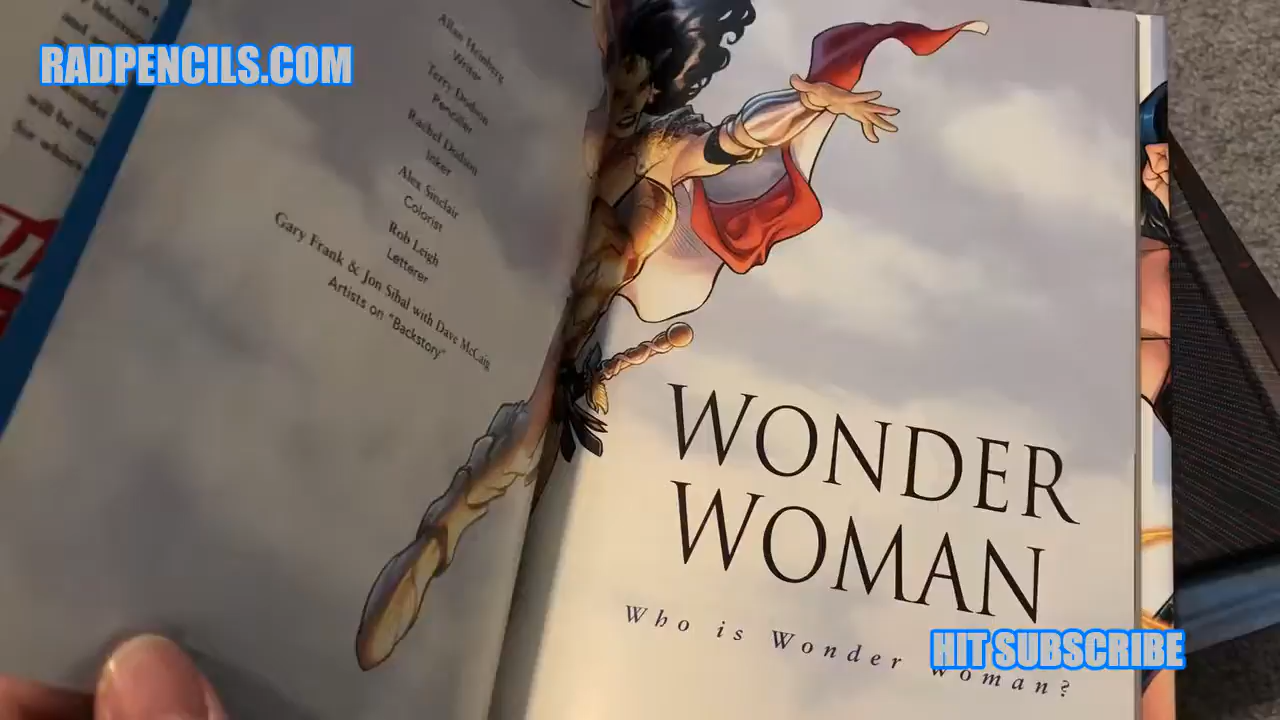 RADPENCILS.COM
Allan Heinberg
Writer
Terry Dodson
Penciller
Rachel Dodson
Inker
Alex Sinclair
Colorist
Rob Leigh
Letterer
Gary Frank & Jon Sibal with Dave McCaig
Artists on "Backstory"
WONDER
WOMAN
Who is Wonder Woman?
HIT SUBSCRIBE